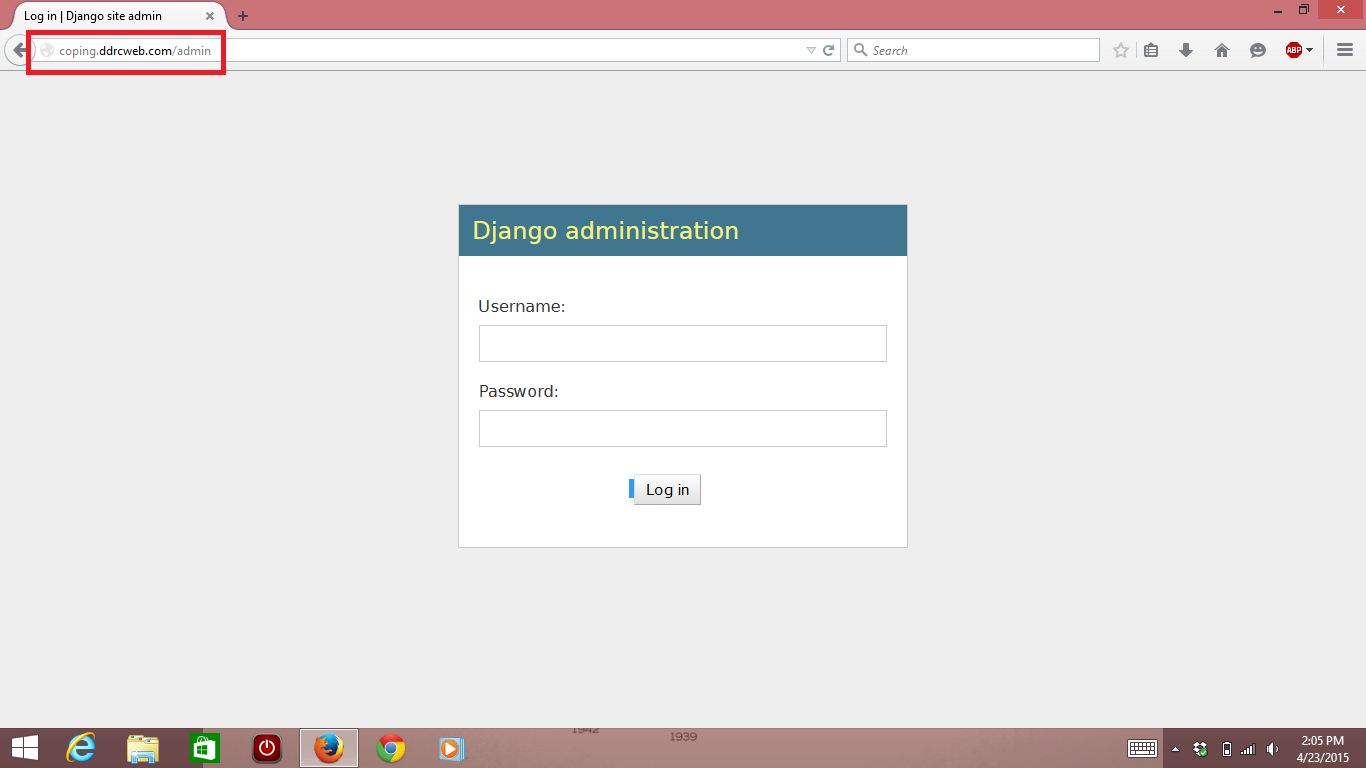 Log in | Django site admin
coping.ddrcweb.com/admin
Search
ABP
Django administration
Username:
Password:
Log in
1942
1939
2:05 PM
4/23/2015